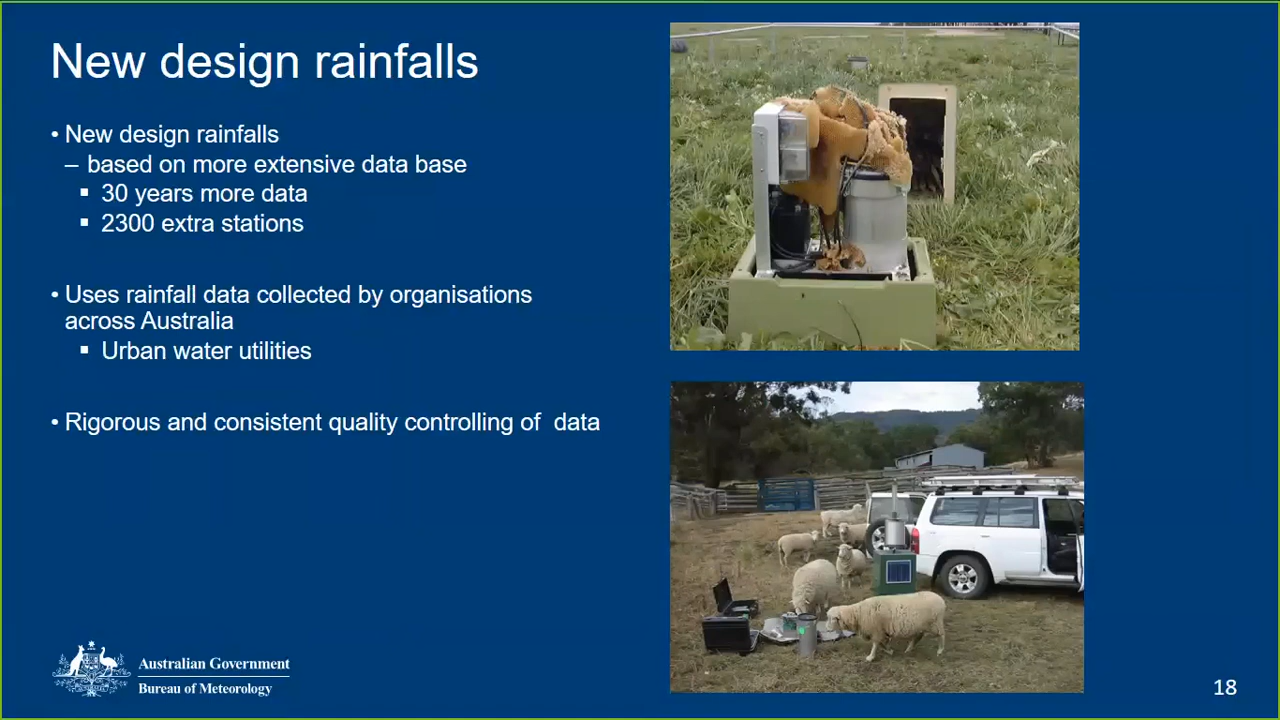 New design rainfalls
• New design rainfalls
– based on more extensive data base
▪ 30 years more data
▪ 2300 extra stations
• Uses rainfall data collected by organisations
across Australia
▪ Urban water utilities
• Rigorous and consistent quality controlling of  data
Australian Government
Bureau of Meteorology
18